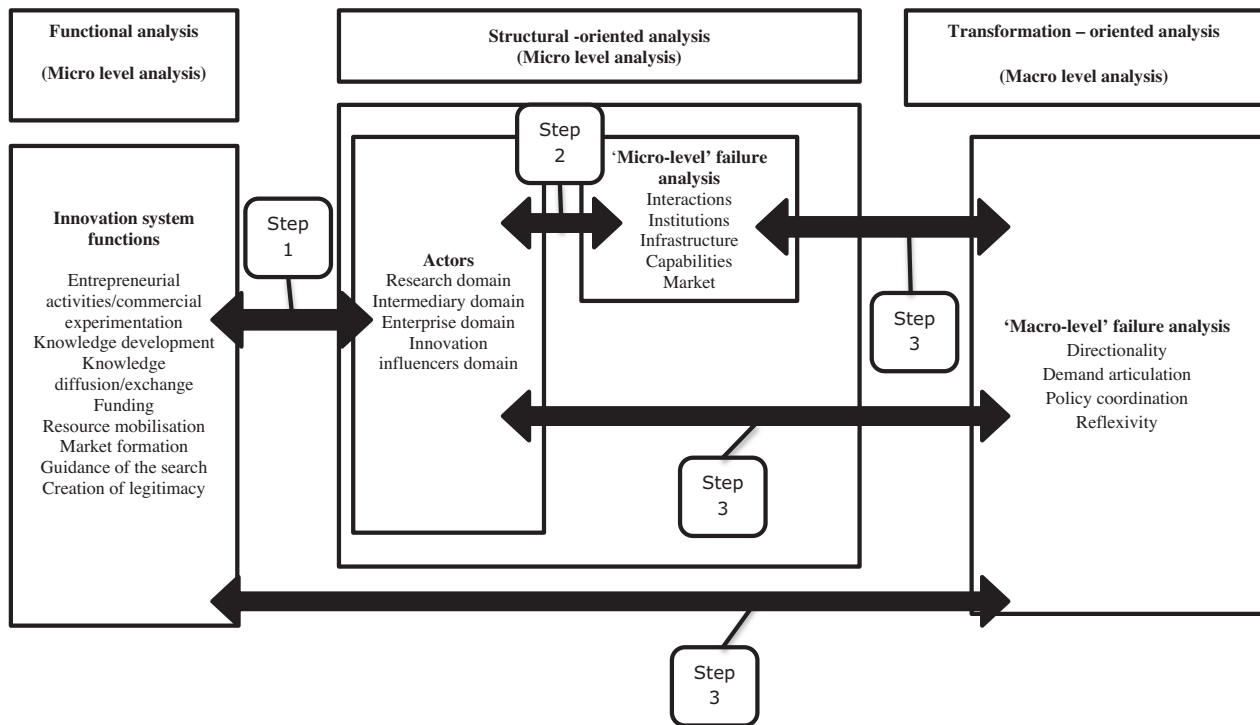 Functional analysis
(Micro level analysis)
Structural -oriented analysis
(Micro level analysis)
Transformation – oriented analysis
(Macro level analysis)
Innovation system
functions
Entrepreneurial
activities/commercial
experimentation
Knowledge development
Knowledge
diffusion/exchange
Funding
Resource mobilisation
Market formation
Guidance of the search
Creation of legitimacy
Step
1
Actors
Research domain
Intermediary domain
Enterprise domain
Innovation
influencers domain
Step
2
‘Micro-level’ failure
analysis
Interactions
Institutions
Infrastructure
Capabilities
Market
Step
3
Step
3
Step
3
‘Macro-level’ failure analysis
Directionality
Demand articulation
Policy coordination
Reflexivity